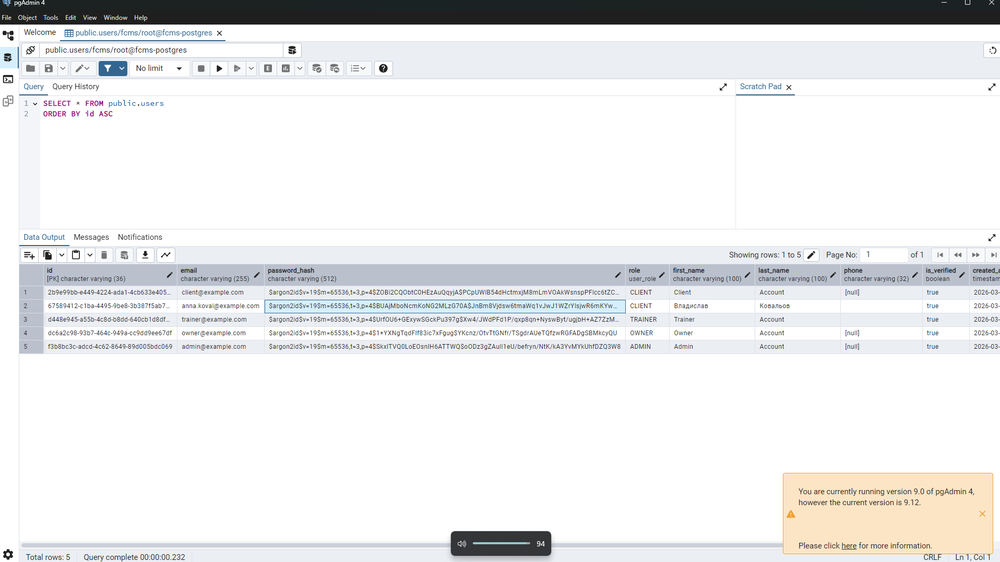 pgAdmin 4
File Object Tools Edit View Window Help
Welcome public.users/fcms/root@fcms-postgres
public.users/fcms/root@fcms-postgres
No limit E
Query Query History Scratch Pad
1 SELECT * FROM public.users
2 ORDER BY id ASC
Data Output Messages Notifications
Showing rows: 1 to 5 Page No: 1 of 1
id email password_hash role first_name last_name phone is_verified created_a
[PK] character varying (36) character varying (255) character varying (512) user_role character varying (100) character varying (100) character varying (32) boolean timestam
1 2b9e99bb-e449-4224-ada1-4cb633e405... client@example.com $argon2id$v=19$m=65536,t=3,p=4$ZOBi2CQObtC0HEzAuQqyjA$PCpUWIB54dHctmxjM8mLmVOAkWsnspPFlcc6tZC... CLIENT Client Account [null] true 2026-03-
2 67589412-c1ba-4495-9be8-3b387f5ab7... anna.koval@example.com $argon2id$v=19$m=65536,t=3,p=4$BUAjMboNcmKoNG2MLzG70A$JnBm8Vjdsw6tmaWq1vJwJ1WZrYlsjwR6mKYw... CLIENT Владислав Ковальов true 2026-03-
3 d448e945-a55b-4c8d-b8dd-640cb1d8df... trainer@example.com $argon2id$v=19$m=65536,t=3,p=4$UrfOU6+GExywSGckPu397g$Xw4/JWdPFd1P/qxp8qn+NyswByt/ugjbH+AZ7ZzM... TRAINER Trainer Account true 2026-03-
4 dc6a2c98-93b7-464c-949a-cc9dd9ee67df owner@example.com $argon2id$v=19$m=65536,t=3,p=4$1+YXNgTqdFIf83ic7xFgug$YKcnz/OtvTtGNfr/TSgdrAUeTQfzwRGFADgSBMkcyQU OWNER Owner Account [null] true 2026-03-
5 f3b8bc3c-adcd-4c62-8649-89d005bdc069 admin@example.com $argon2id$v=19$m=65536,t=3,p=4$SkxITVQ0LoEOsnIH6ATTWQ$oODz3gZAull1eU/befryn/NtK/kA3YvMYkUhfDZQ3W8 ADMIN Admin Account [null] true 2026-03-
You are currently running version 9.0 of pgAdmin 4,
however the current version is 9.12.
Please click here for more information.
94
Total rows: 5 Query complete 00:00:00.232 CRLF Ln 1, Col 1